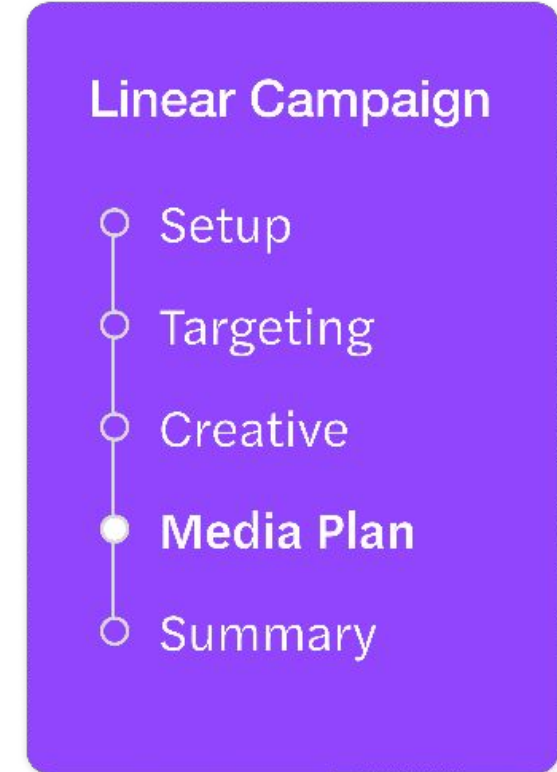 Linear Campaign
Setup
Targeting
Creative
Media Plan
Summary